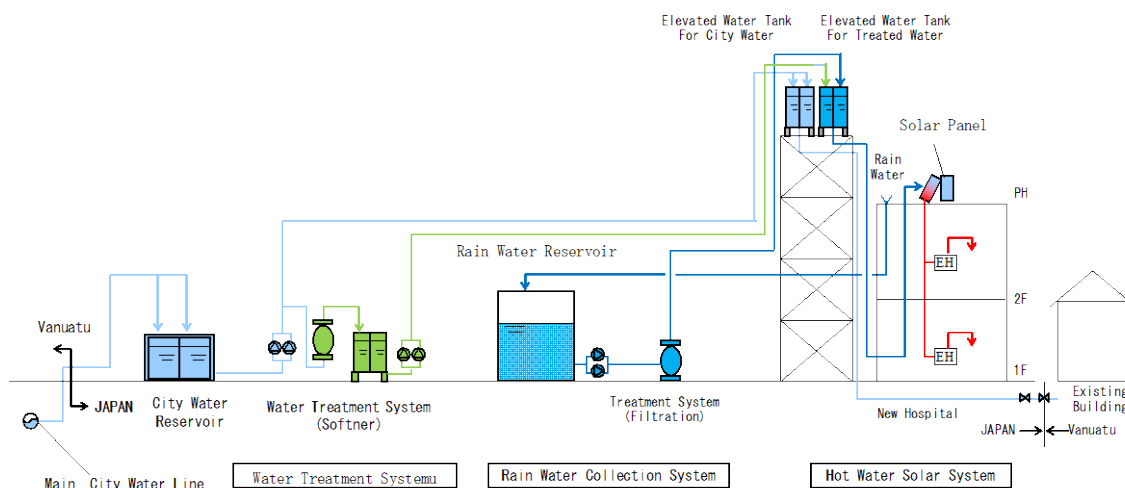 Elevated Water Tank
For City Water
Elevated Water Tank
For Treated Water
Solar Panel
Rain
Water
PH
Rain Water Reservoir
EH
2F
Vanuatu
EH
1F
JAPAN
City Water
Reservoir
Water Treatment System
(Softner)
Treatment System
(Filtration)
New Hospital
Existing
Building
JAPAN
Vanuatu
Main City Water Line
Water Treatment Systemu
Rain Water Collection System
Hot Water Solar System